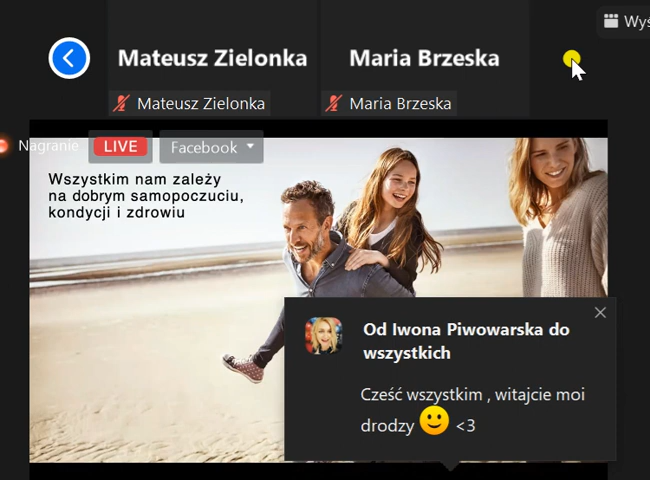 Wyś
Mateusz Zielonka
Maria Brzeska
Mateusz Zielonka
Maria Brzeska
Nagranie
LIVE
Facebook
Wszystkim nam zależy
na dobrym samopoczuciu,
kondycji i zdrowiu
Od Iwona Piwowarska do
wszystkich
Cześć wszystkim , witajcie moi
drodzy 🙂 <3